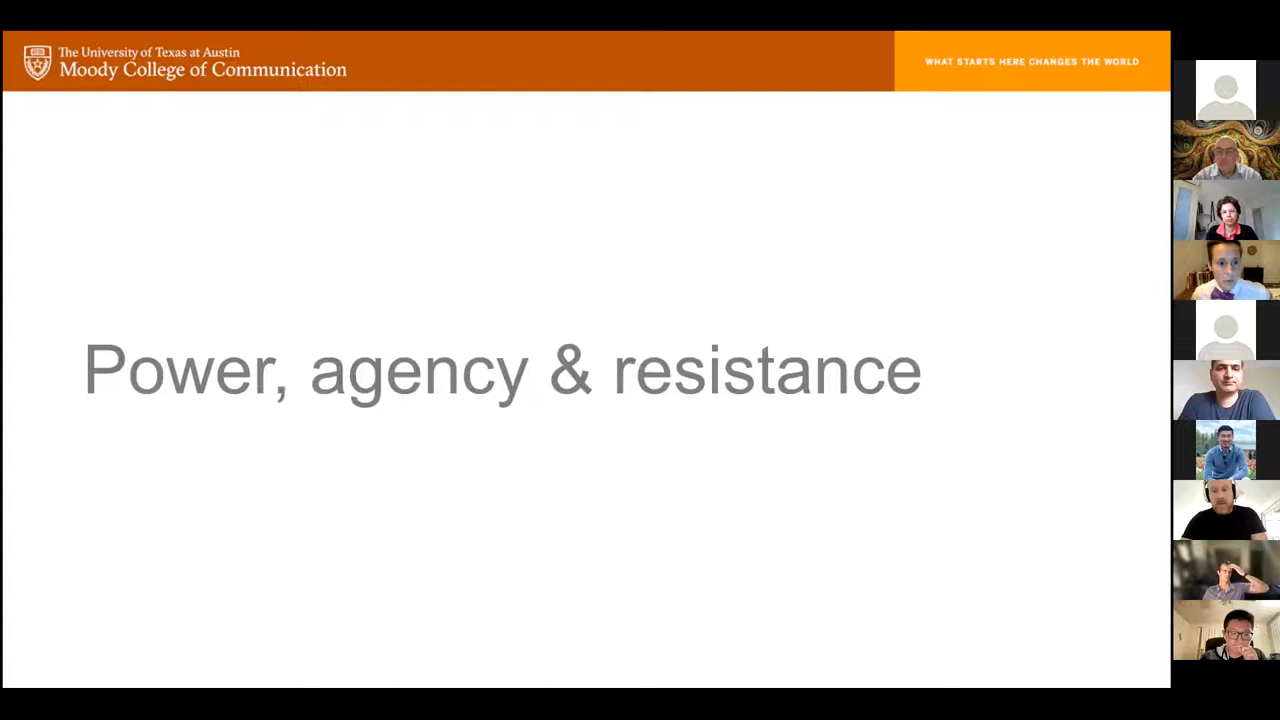 The University of Texas at Austin
Moody College of Communication
WHAT STARTS HERE CHANGES THE WORLD
Power, agency & resistance